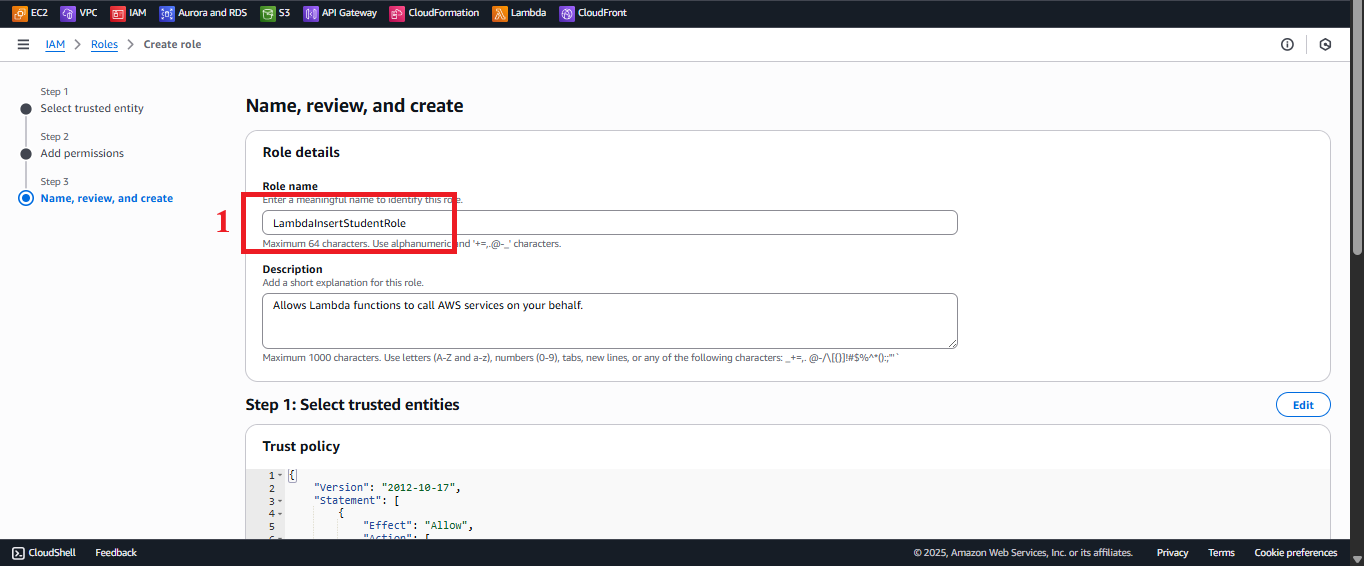 EC2 VPC IAM Aurora and RDS S3 API Gateway CloudFormation Lambda CloudFront
IAM Roles Create role
Step 1
Select trusted entity
Step 2
Add permissions
Step 3
Name, review, and create
Name, review, and create
Role details
Role name
Enter a meaningful name to identify this role.
1
LambdaInsertStudentRole
Maximum 64 characters. Use alphanumeric and '+=,.@-_' characters.
Description
Add a short explanation for this role.
Allows Lambda functions to call AWS services on your behalf.
Maximum 1000 characters. Use letters (A-Z and a-z), numbers (0-9), tabs, new lines, or any of the following characters: _+=,. @-/\[{}]!#$%^*();:"'`
Step 1: Select trusted entities Edit
Trust policy
1 {
2 "Version": "2012-10-17",
3 "Statement": [
4 {
5 "Effect": "Allow",
6 "Action": [
CloudShell Feedback © 2025, Amazon Web Services, Inc. or its affiliates. Privacy Terms Cookie preferences